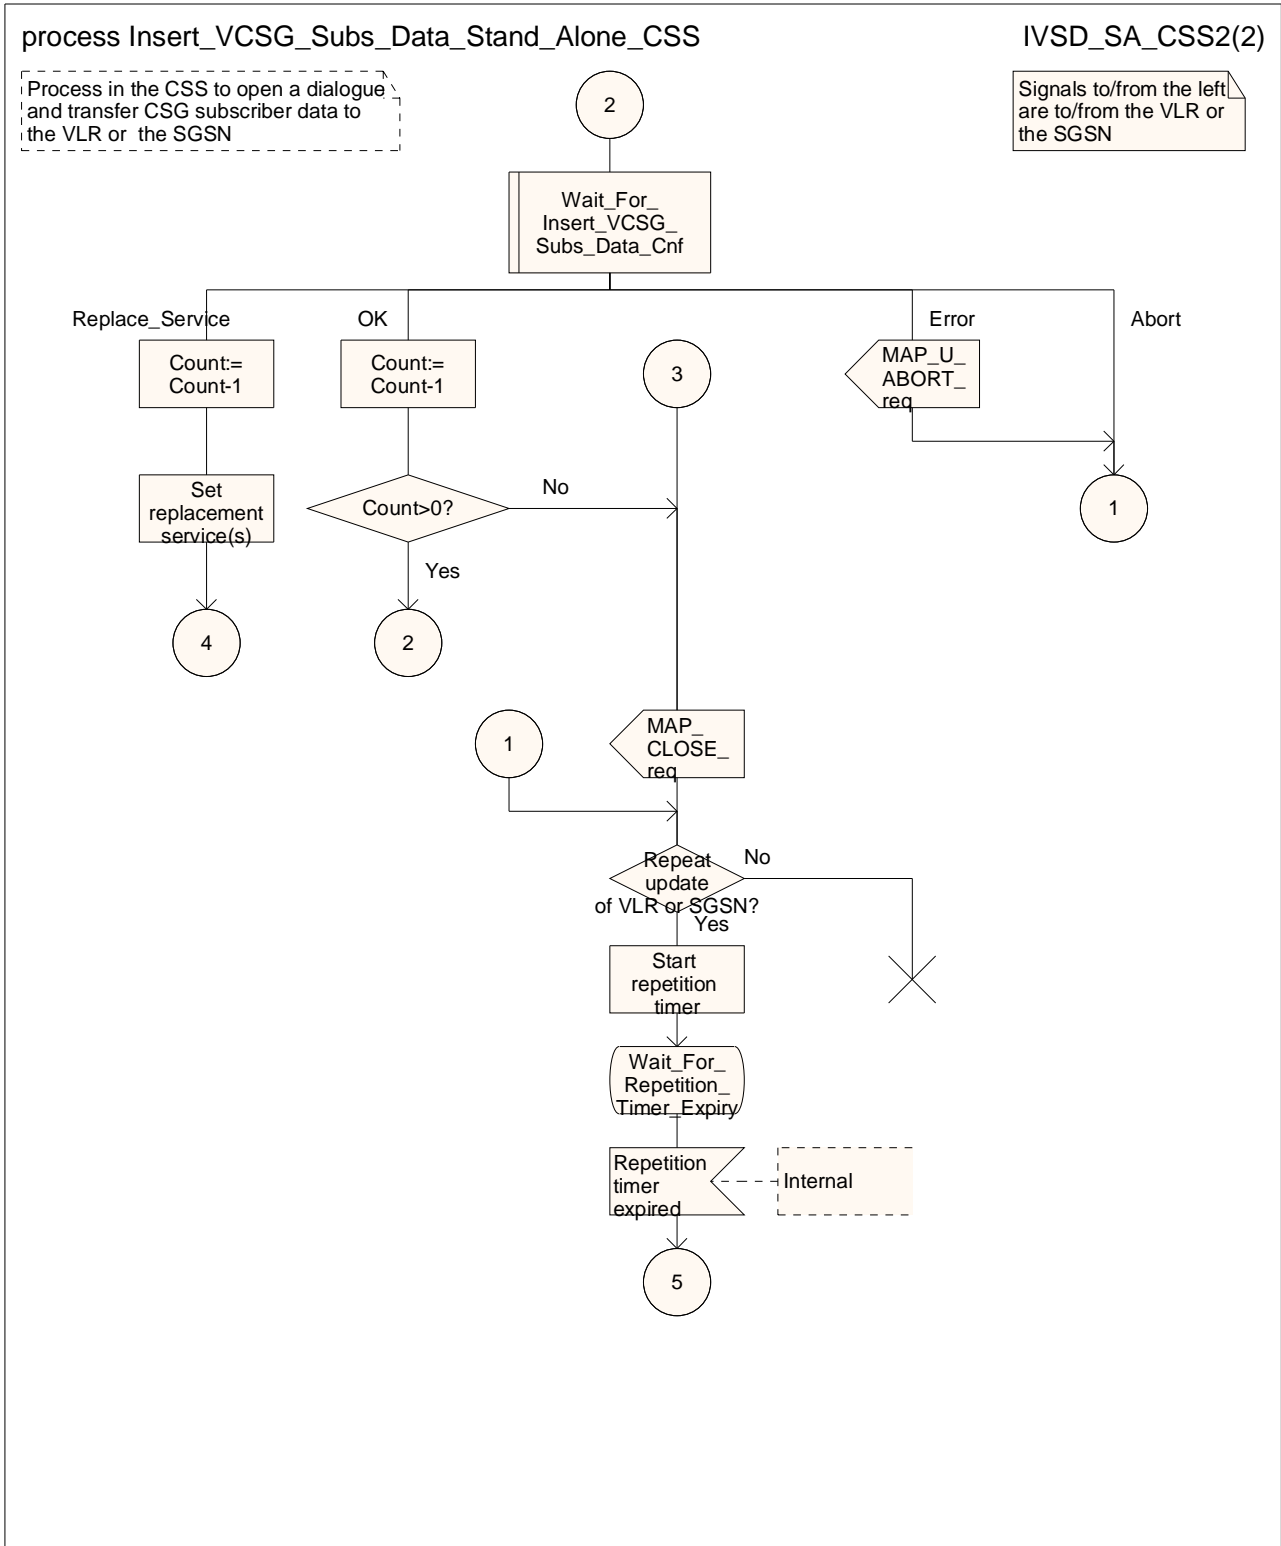 process Insert_VCSG_Subs_Data_Stand_Alone_CSS
IVSD_SA_CSS2(2)
Process in the CSS to open a dialogue
and transfer CSG subscriber data to
the VLR or the SGSN
2
Signals to/from the left
are to/from the VLR or
the SGSN
Wait_For_
Insert_VCSG_
Subs_Data_Cnf
Replace_Service
OK
Error
Abort
Count:=
Count-1
Count:=
Count-1
3
MAP_U_
ABORT_
req
Set
replacement
service(s)
Count>0?
No
1
Yes
4
2
1
MAP_
CLOSE_
req
Repeat
update
of VLR or SGSN?
No
Yes
Start
repetition
timer
Wait_For_
Repetition_
Timer_Expiry
Repetition
timer
expired
Internal
5